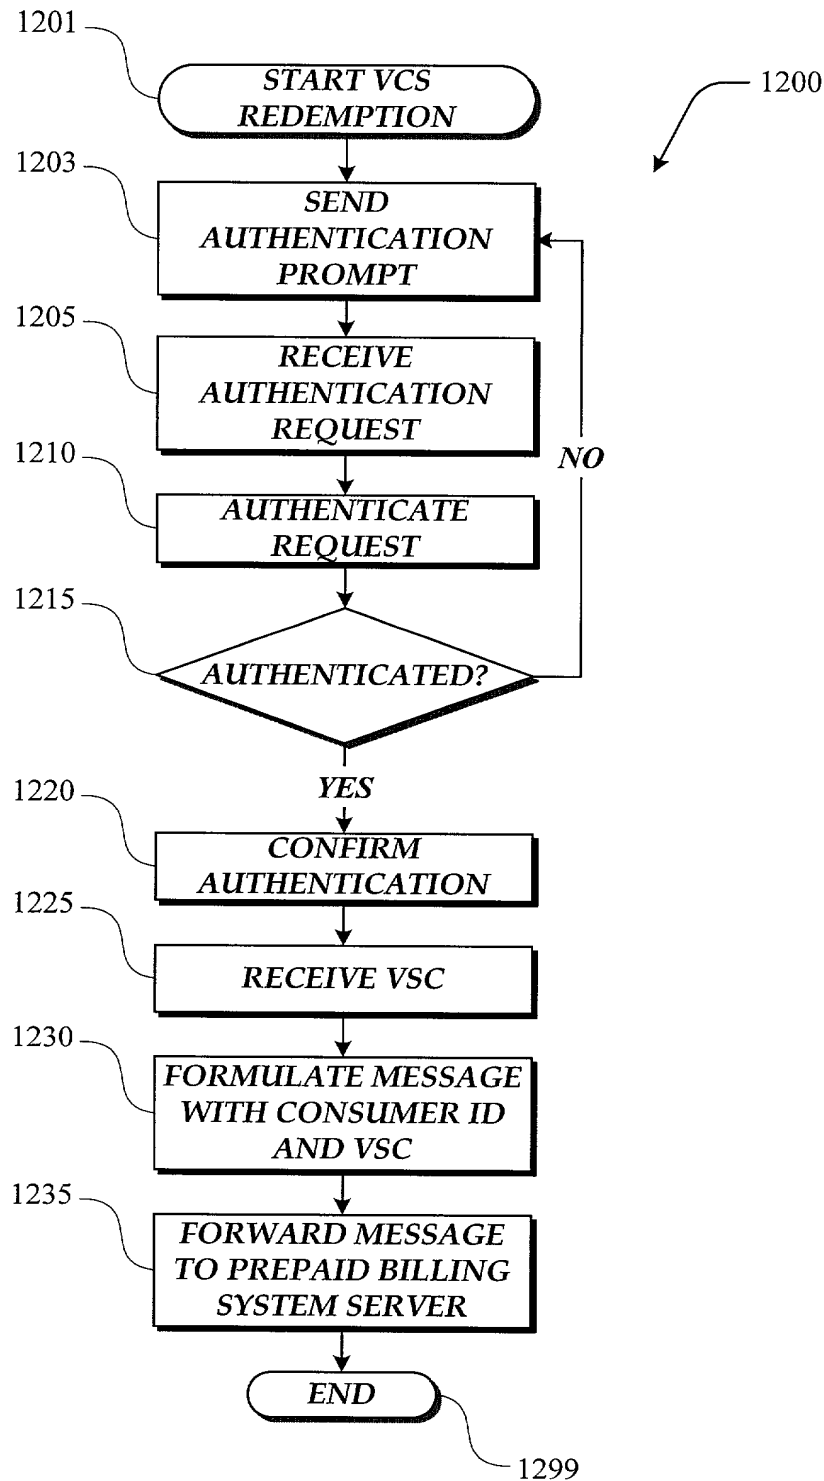 1201
START VCS
REDEMPTION
1200
1203
SEND
AUTHENTICATION
PROMPT
1205
RECEIVE
AUTHENTICATION
REQUEST
NO
1210
AUTHENTICATE
REQUEST
1215
AUTHENTICATED?
YES
1220
CONFIRM
AUTHENTICATION
1225
RECEIVE VSC
1230
FORMULATE MESSAGE
WITH CONSUMER ID
AND VSC
1235
FORWARD MESSAGE
TO PREPAID BILLING
SYSTEM SERVER
END
1299